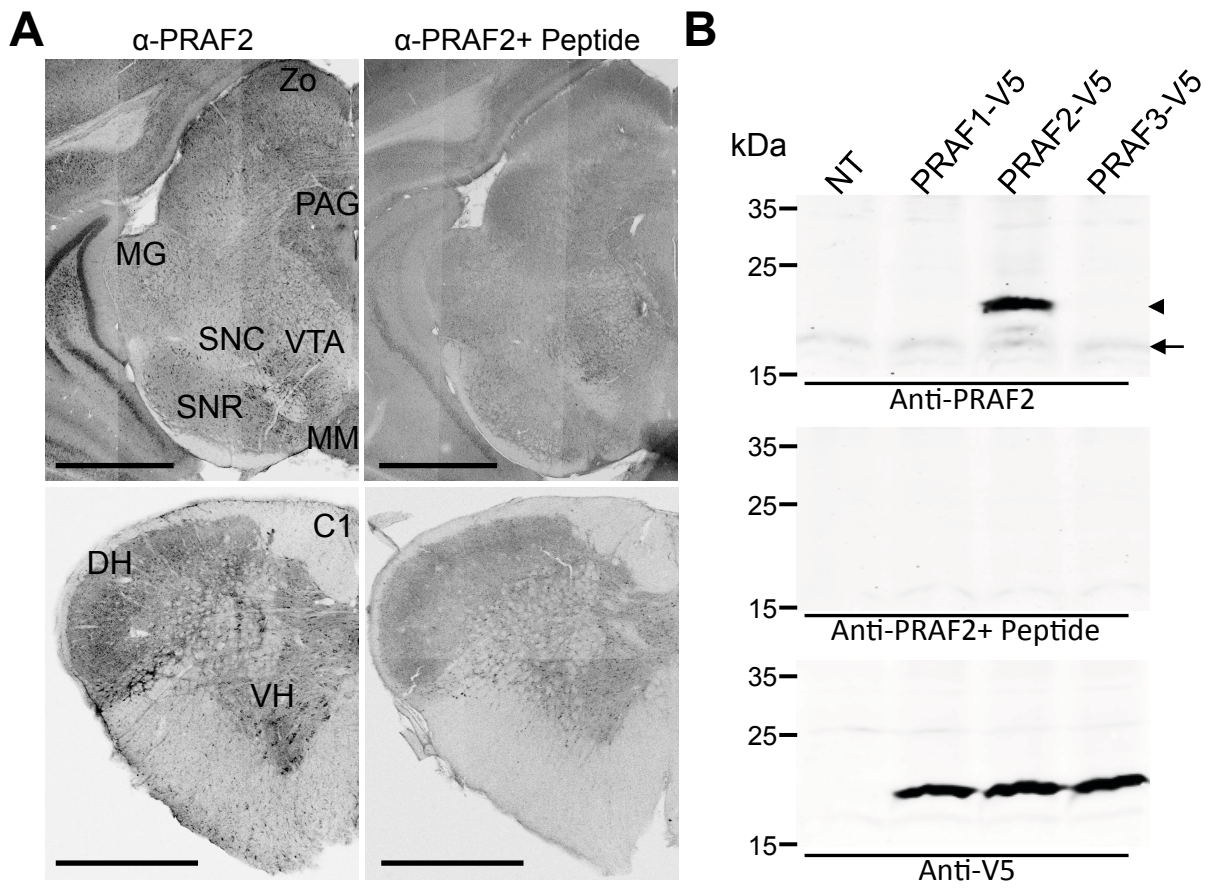 A
α-PRAF2
α-PRAF2+ Peptide
Zo
PAG
MG
SNC
VTA
SNR
MM
C1
DH
VH
B
kDa
NT
PRAF1-V5
PRAF2-V5
PRAF3-V5
35
25
15
Anti-PRAF2
35
25
15
Anti-PRAF2+ Peptide
35
25
15
Anti-V5